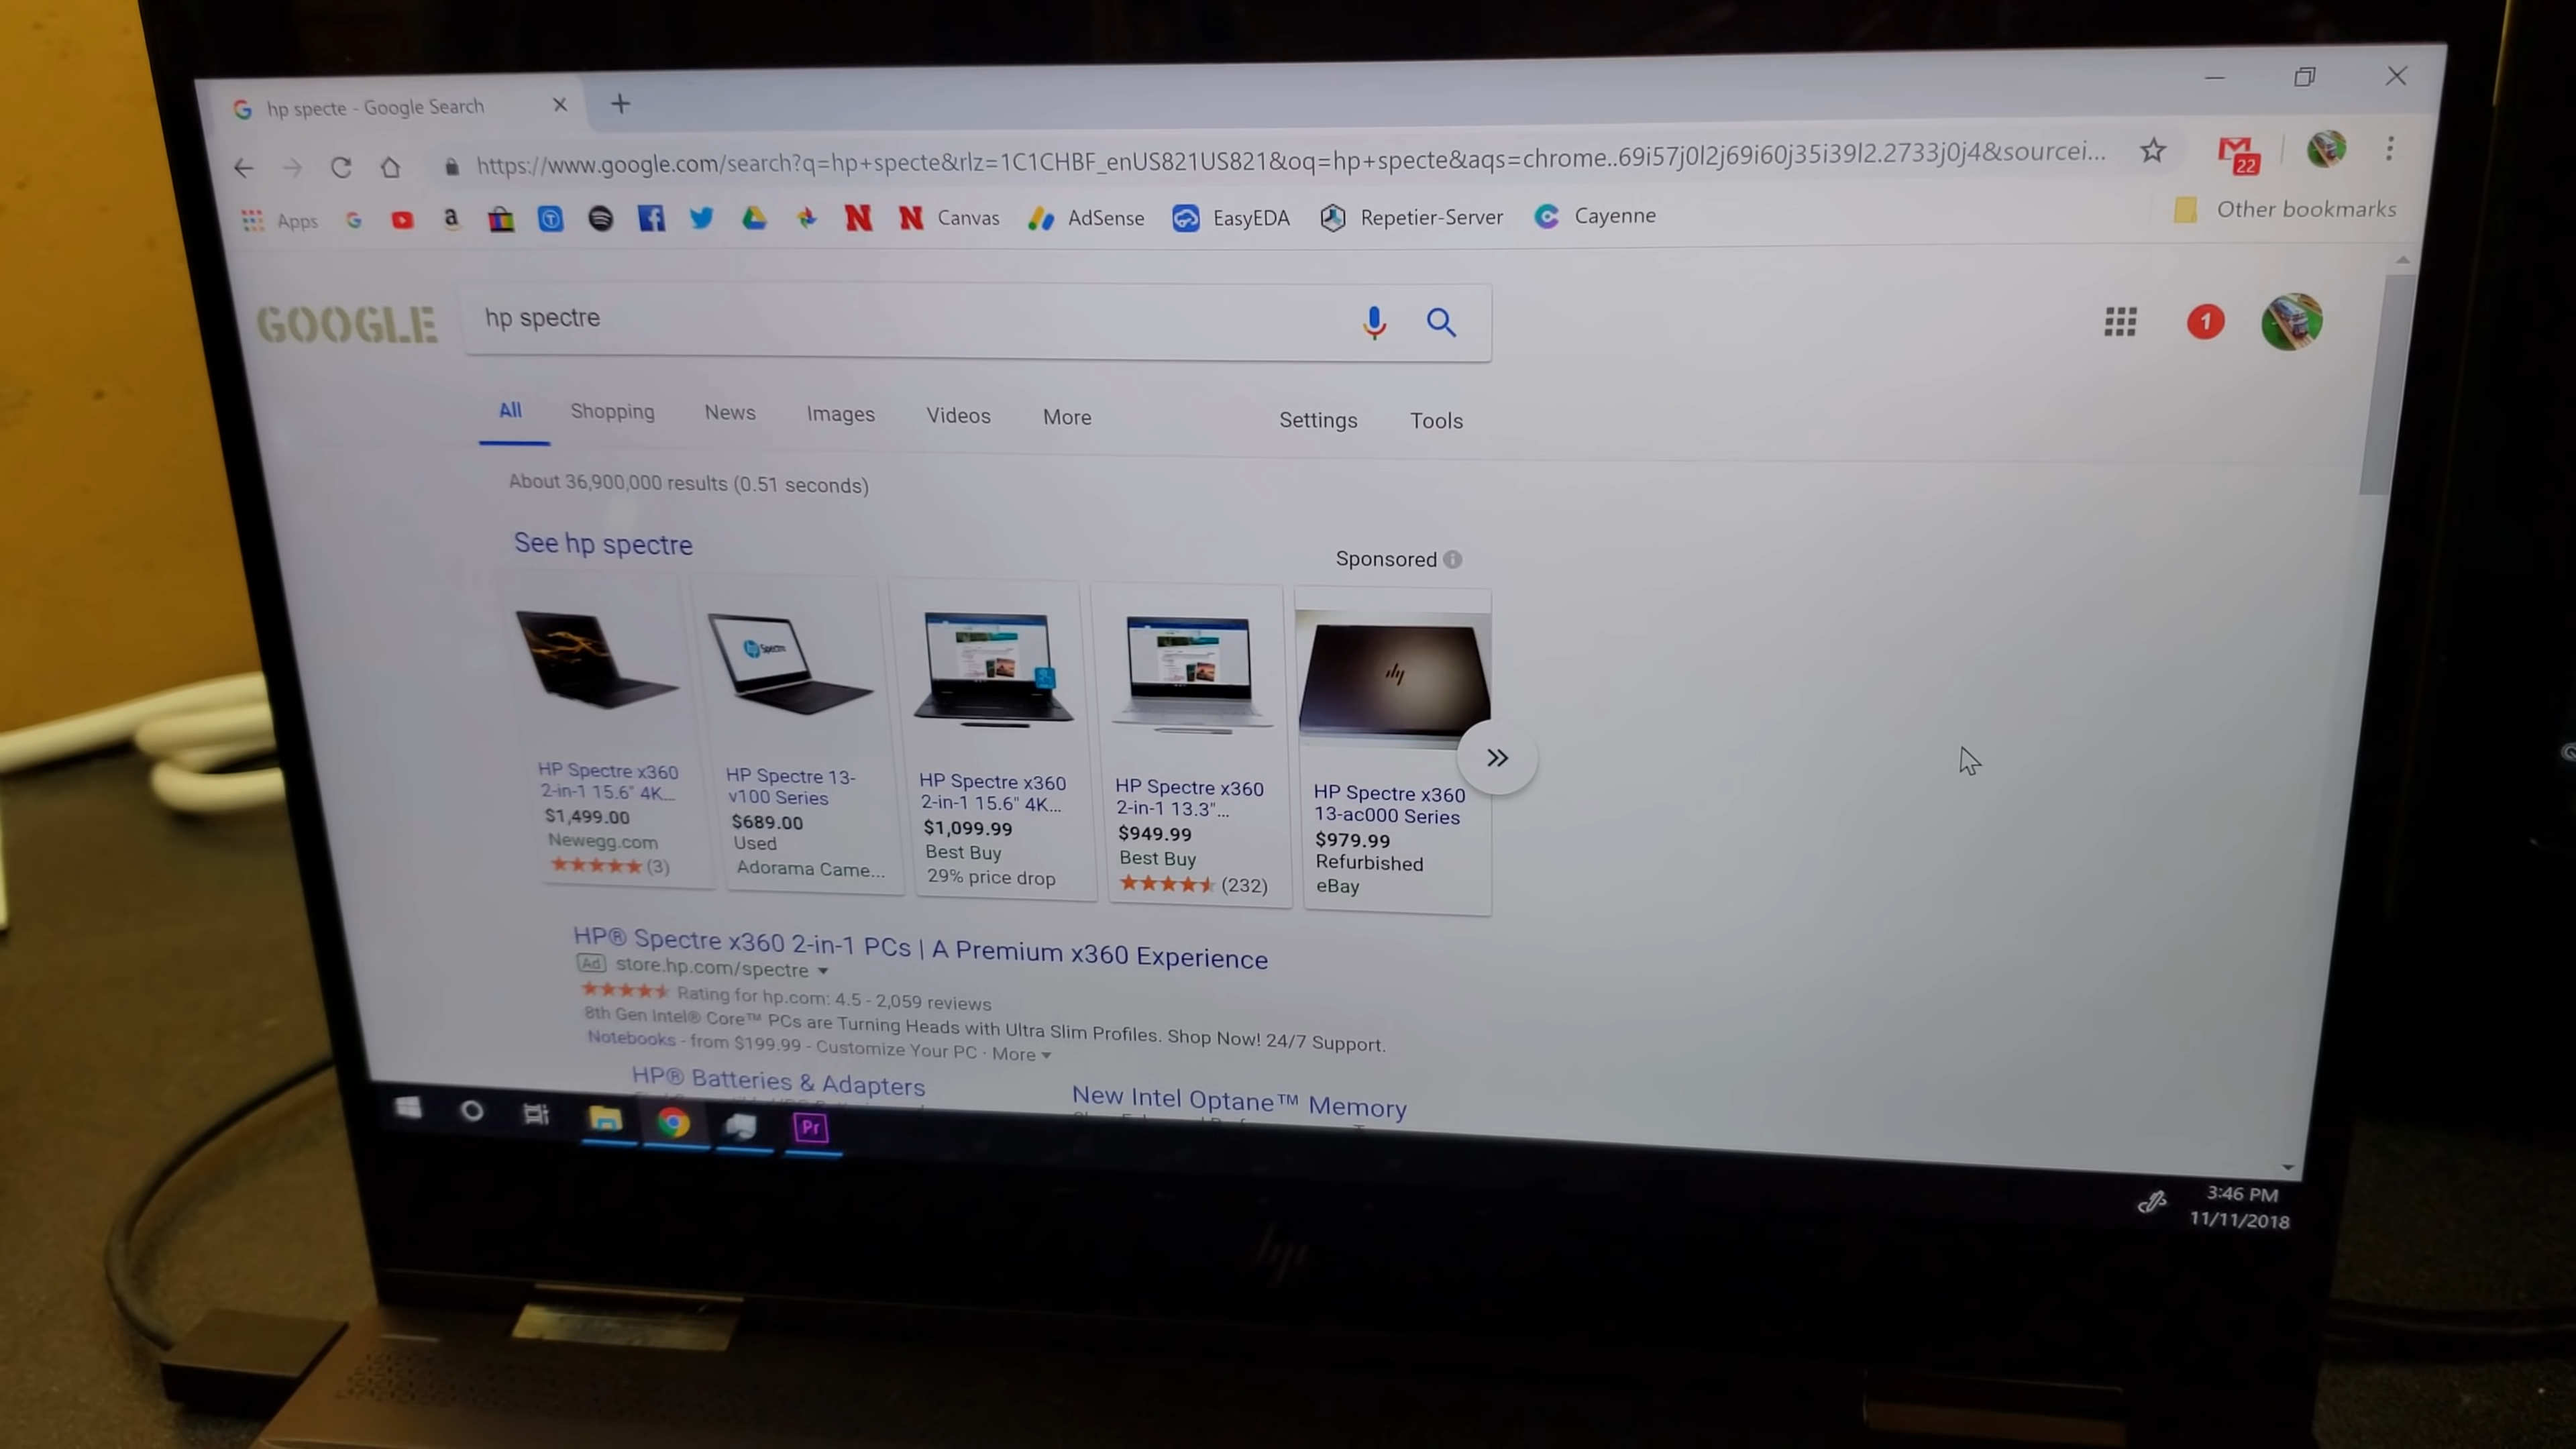 hp specte - Google Search
https://www.google.com/search?q=hp+specte&rlz=1C1CHBF_enUS821US821&oq=hp+specte&aqs=chrome..69i57j0l2j69i60j35i39l2.2733j0j4&sourcei...
22
Apps
Canvas
AdSense
EasyEDA
Repetier-Server
Cayenne
Other bookmarks
GOOGLE
hp spectre
1
All Shopping News Images Videos More Settings Tools
About 36,900,000 results (0.51 seconds)
See hp spectre
Sponsored
Spectre
HP Spectre x360
2-in-1 15.6" 4K...
$1,499.00
Newegg.com
(3)
HP Spectre 13-
v100 Series
$689.00
Used
Adorama Came...
HP Spectre x360
2-in-1 15.6" 4K...
$1,099.99
Best Buy
29% price drop
HP Spectre x360
2-in-1 13.3"...
$949.99
Best Buy
(232)
hp
HP Spectre x360
13-ac000 Series
$979.99
Refurbished
eBay
HP® Spectre x360 2-in-1 PCs | A Premium x360 Experience
Ad store.hp.com/spectre
Rating for hp.com: 4.5 - 2,059 reviews
8th Gen Intel® Core™ PCs are Turning Heads with Ultra Slim Profiles. Shop Now! 24/7 Support.
Notebooks - from $199.99 - Customize Your PC · More
HP® Batteries & Adapters
New Intel Optane™ Memory
Pr
3:46 PM
11/11/2018
hp